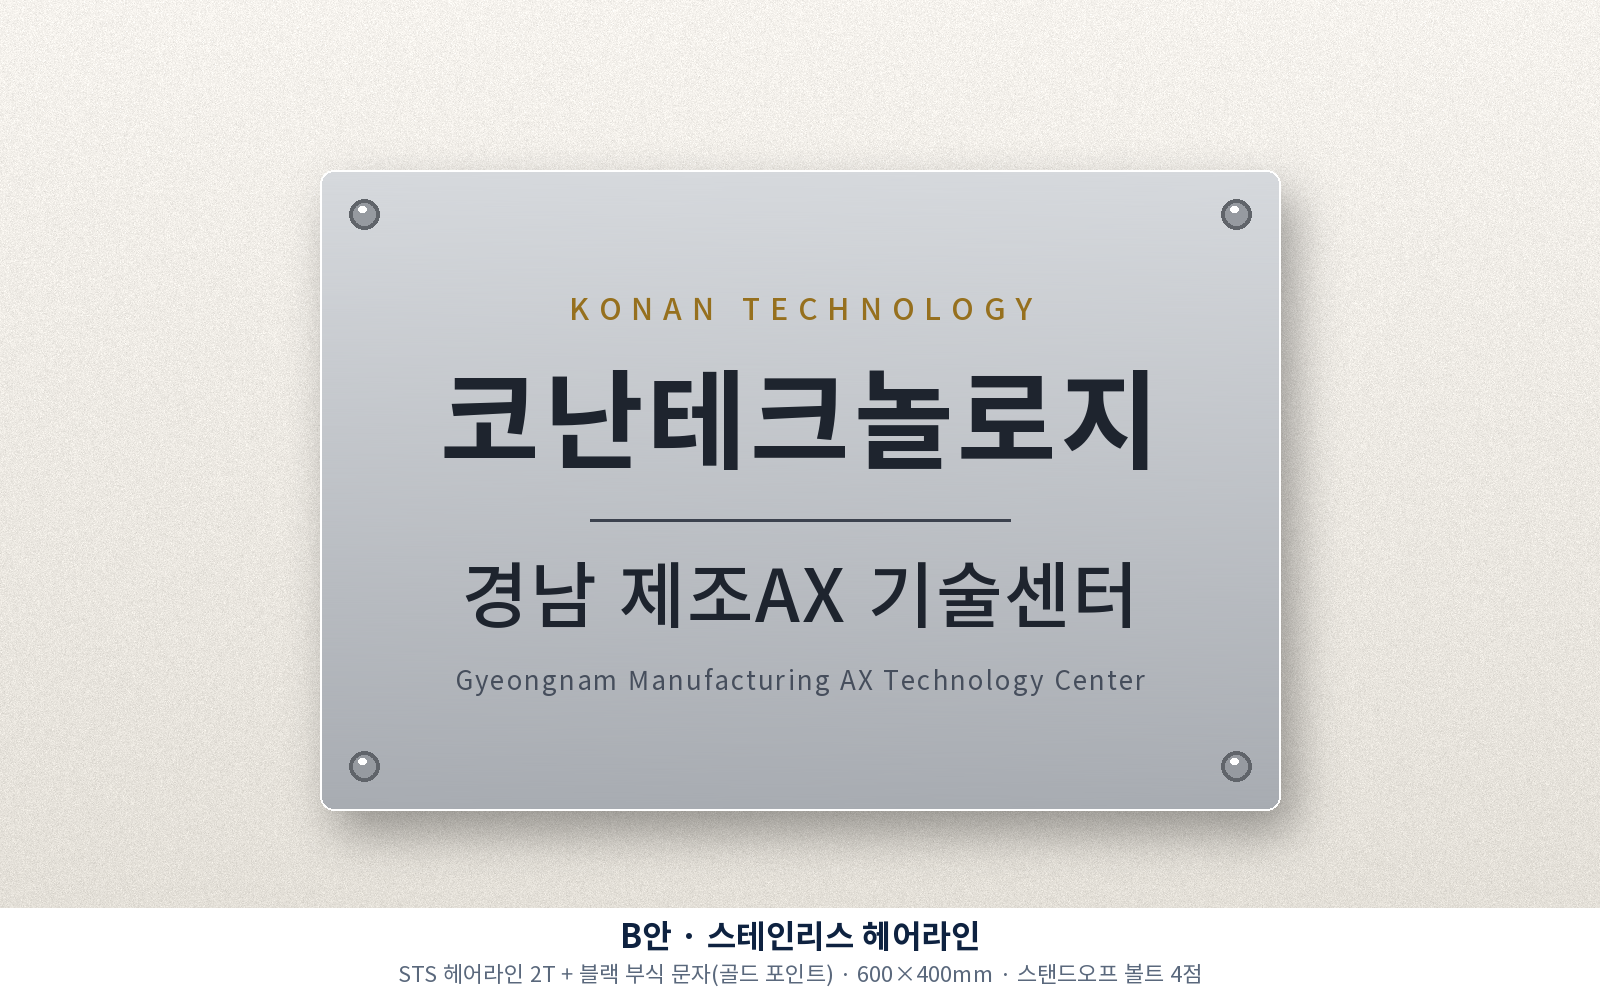 KONAN TECHNOLOGY
코난테크놀로지
경남 제조AX 기술센터
Gyeongnam Manufacturing AX Technology Center
B안 · 스테인리스 헤어라인
STS 헤어라인 2T + 블랙 부식 문자(골드 포인트) · 600×400mm · 스탠드오프 볼트 4점